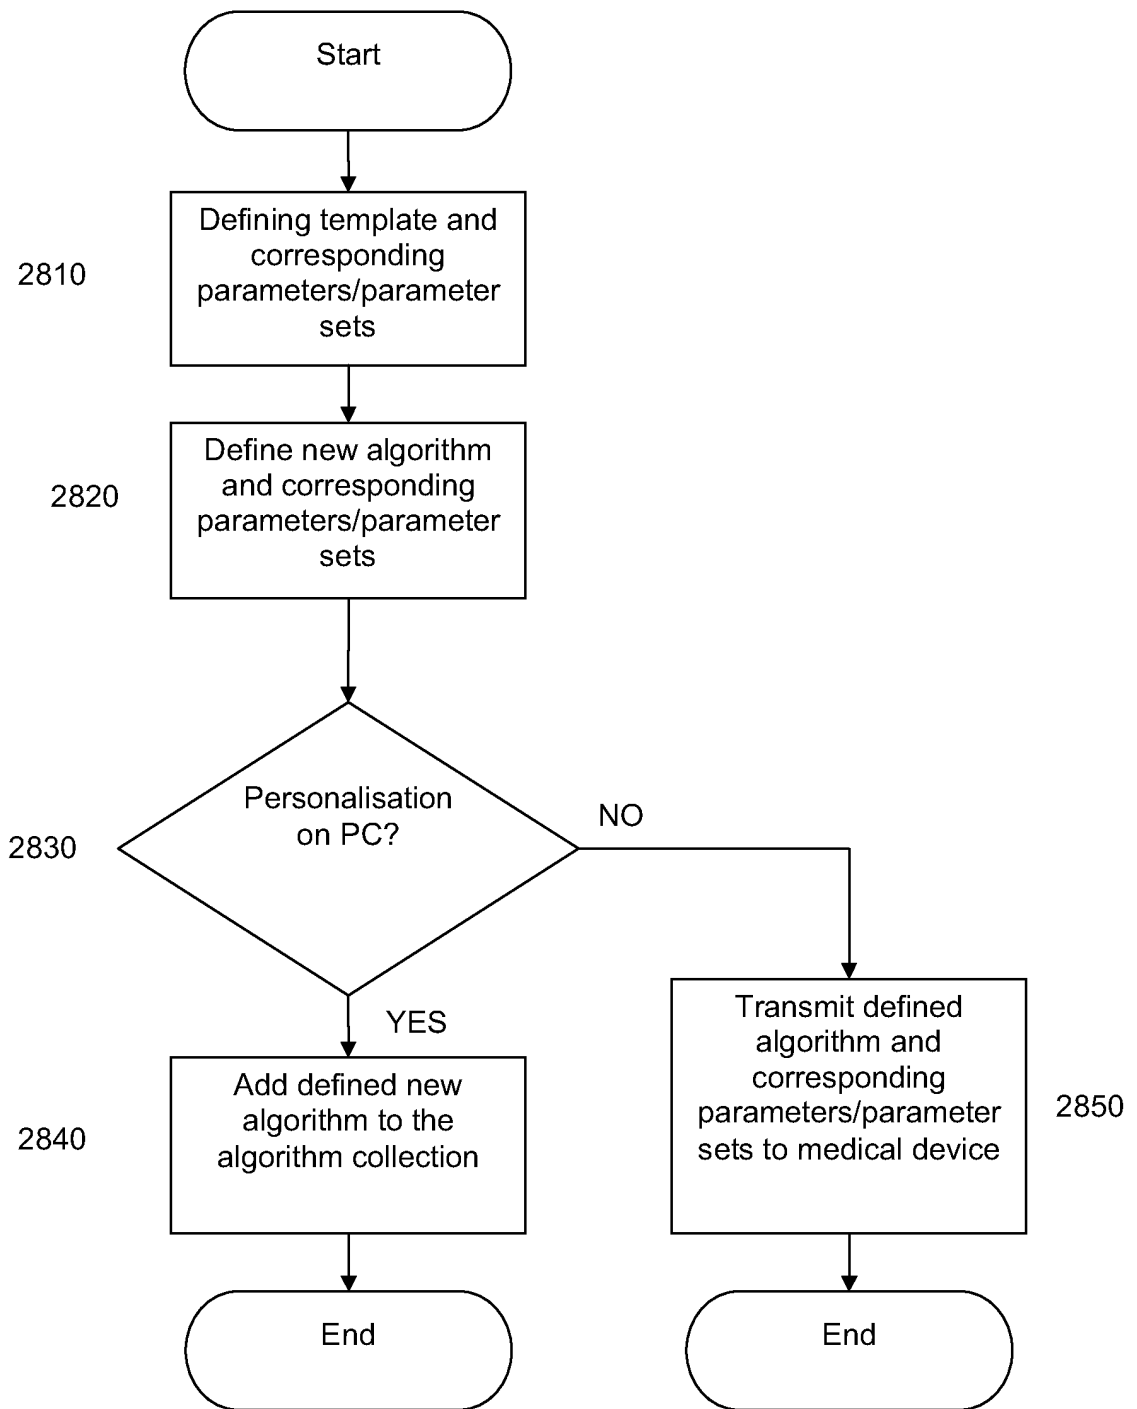 Start
2810
Defining template and
corresponding
parameters/parameter
sets
2820
Define new algorithm
and corresponding
parameters/parameter
sets
2830
Personalisation
on PC?
NO
YES
2840
Add defined new
algorithm to the
algorithm collection
Transmit defined
algorithm and
corresponding
parameters/parameter
sets to medical device
2850
End
End